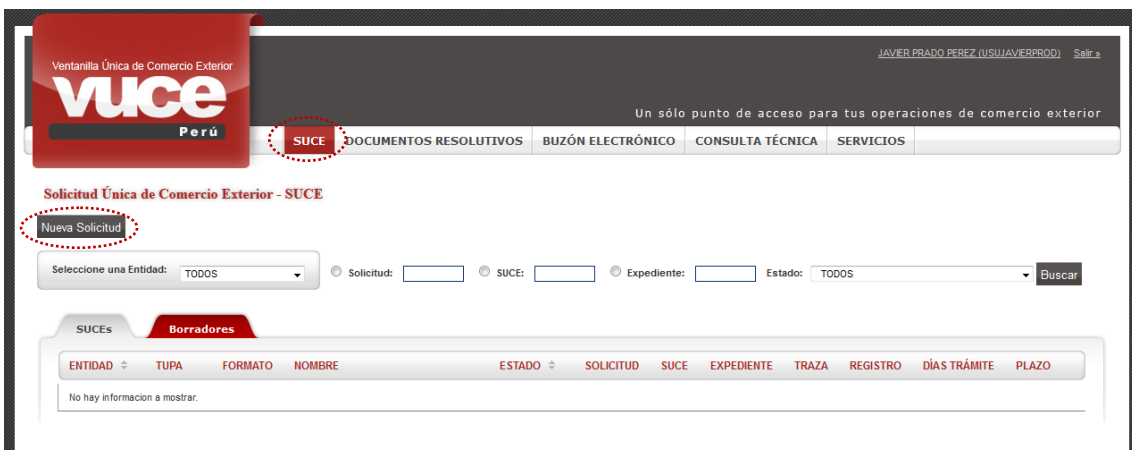 Ventanilla Única de Comercio Exterior
vuce
Perú
JAVIER PRADO PEREZ (USUJAVIERPROD) Salir »
Un sólo punto de acceso para tus operaciones de comercio exterior
SUCE DOCUMENTOS RESOLUTIVOS BUZÓN ELECTRÓNICO CONSULTA TÉCNICA SERVICIOS
Solicitud Única de Comercio Exterior - SUCE
Nueva Solicitud
Seleccione una Entidad: TODOS Solicitud: SUCE: Expediente: Estado: TODOS Buscar
SUCEs Borradores
ENTIDAD TUPA FORMATO NOMBRE ESTADO SOLICITUD SUCE EXPEDIENTE TRAZA REGISTRO DÍAS TRÁMITE PLAZO
No hay informacion a mostrar.